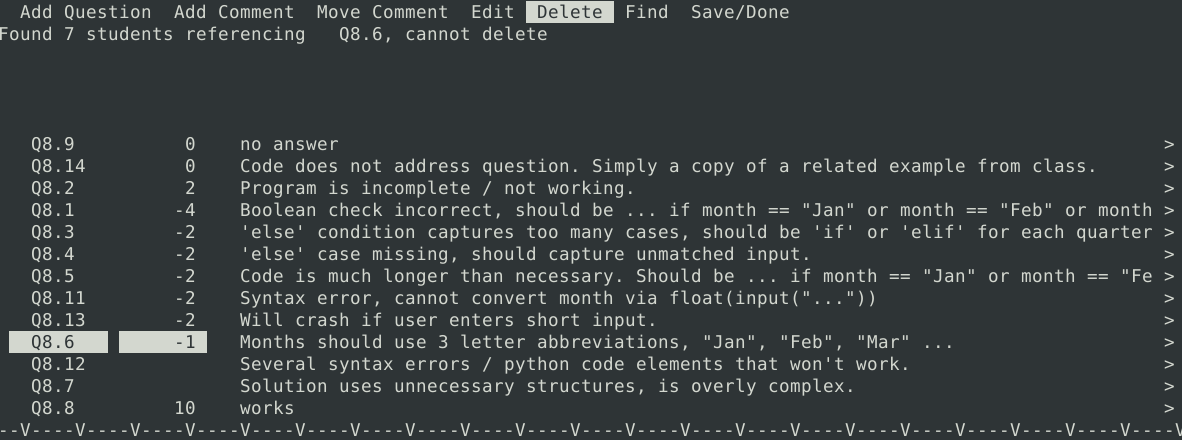 Add Question  Add Comment  Move Comment  Edit  Delete  Find  Save/Done
Found 7 students referencing   Q8.6, cannot delete
Q8.9          0    no answer                                                                           >
Q8.14         0    Code does not address question. Simply a copy of a related example from class.      >
Q8.2          2    Program is incomplete / not working.                                                >
Q8.1         -4    Boolean check incorrect, should be ... if month == "Jan" or month == "Feb" or month >
Q8.3         -2    'else' condition captures too many cases, should be 'if' or 'elif' for each quarter >
Q8.4         -2    'else' case missing, should capture unmatched input.                                >
Q8.5         -2    Code is much longer than necessary. Should be ... if month == "Jan" or month == "Fe >
Q8.11        -2    Syntax error, cannot convert month via float(input("..."))                          >
Q8.13        -2    Will crash if user enters short input.                                              >
Q8.6         -1    Months should use 3 letter abbreviations, "Jan", "Feb", "Mar" ...                   >
Q8.12              Several syntax errors / python code elements that won't work.                       >
Q8.7               Solution uses unnecessary structures, is overly complex.                            >
Q8.8         10    works                                                                               >
--V----V----V----V----V----V----V----V----V----V----V----V----V----V----V----V----V----V----V----V----V----V